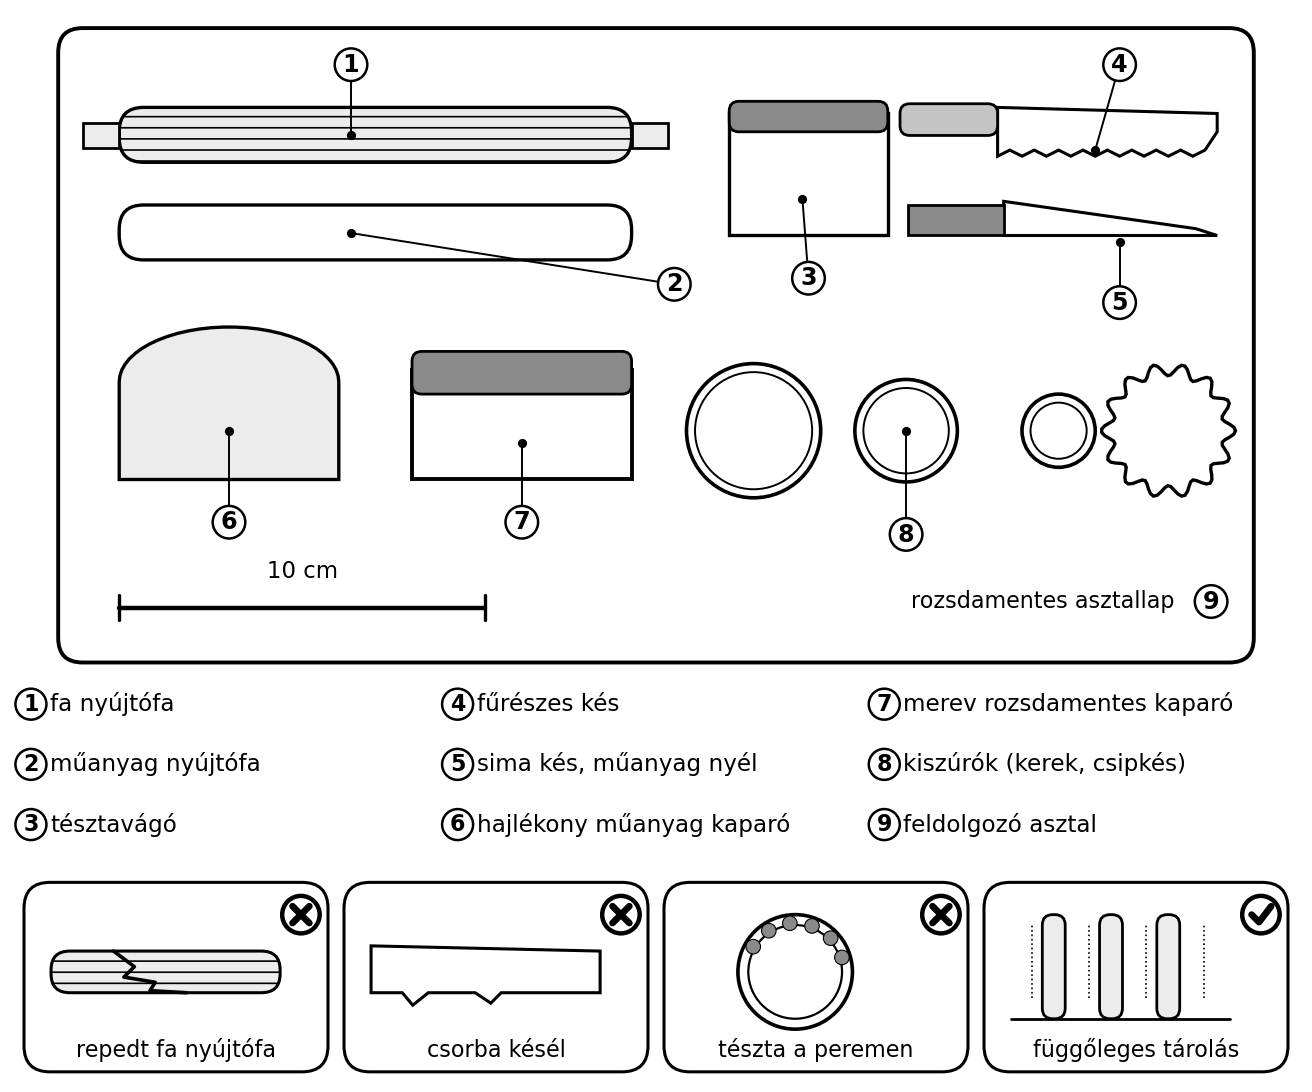 1
4
2
3
5
6
7
8
10 cm
rozsdamentes asztallap 9
1 fa nyújtófa
4 fűrészes kés
7 merev rozsdamentes kaparó
2 műanyag nyújtófa
5 sima kés, műanyag nyél
8 kiszúrók (kerek, csipkés)
3 tésztavágó
6 hajlékony műanyag kaparó
9 feldolgozó asztal
repedt fa nyújtófa
csorba késél
tészta a peremen
függőleges tárolás